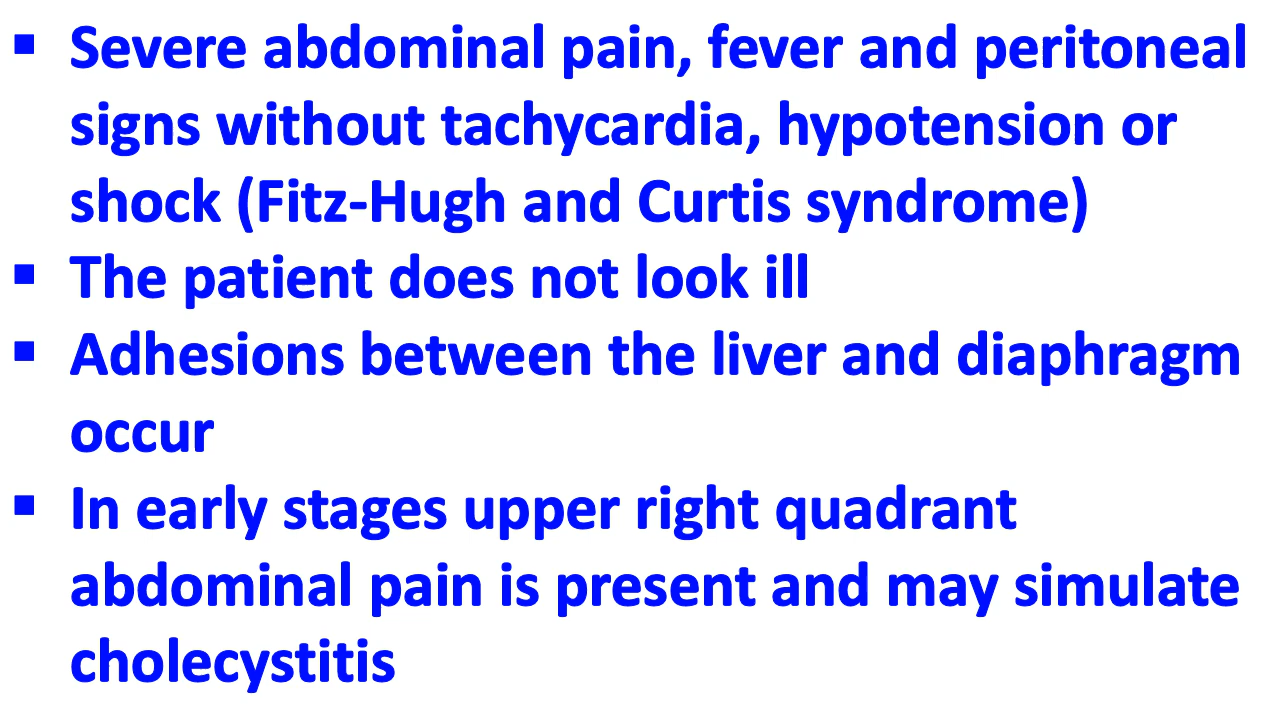 ▪ Severe abdominal pain, fever and peritoneal
signs without tachycardia, hypotension or
shock (Fitz-Hugh and Curtis syndrome)
▪ The patient does not look ill
▪ Adhesions between the liver and diaphragm
occur
▪ In early stages upper right quadrant
abdominal pain is present and may simulate
cholecystitis